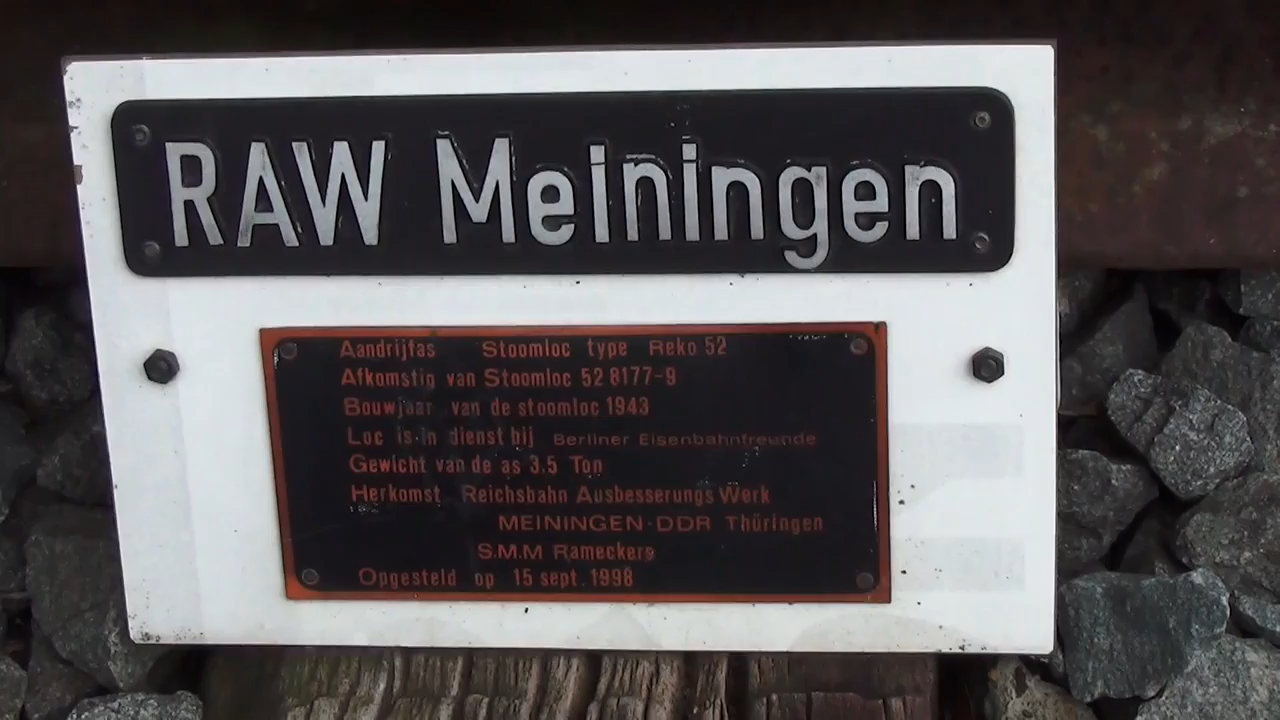 RAW Meiningen
Aandrijfas Stoomloc type Reko 52
Afkomstig van Stoomloc 52 8177-9
Bouwjaar van de stoomloc 1943
Loc is in dienst bij Berliner Eisenbahnfreunde
Gewicht van de as 3.5 Ton
Herkomst Reichsbahn Ausbesserungs Werk
MEININGEN-DDR Thüringen
S.M.M Rameckers
Opgesteld op 15 sept. 1998